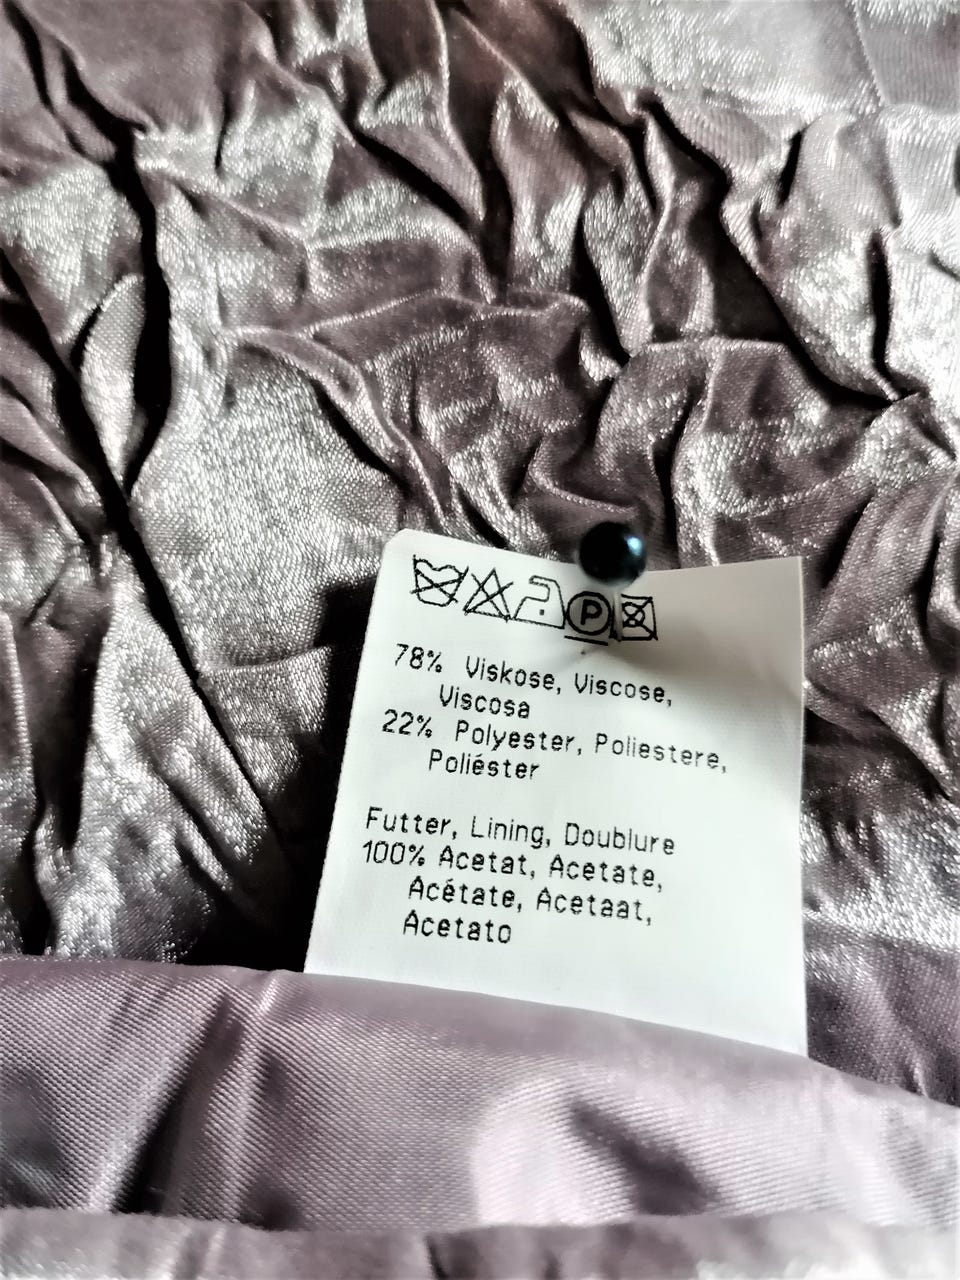 P
78% Viskose, Viscose,
Viscosa
22% Polyester, Poliestere,
Poliéster
Futter, Lining, Doublure
100% Acetat, Acetate,
Acétate, Acetaat,
Acetato